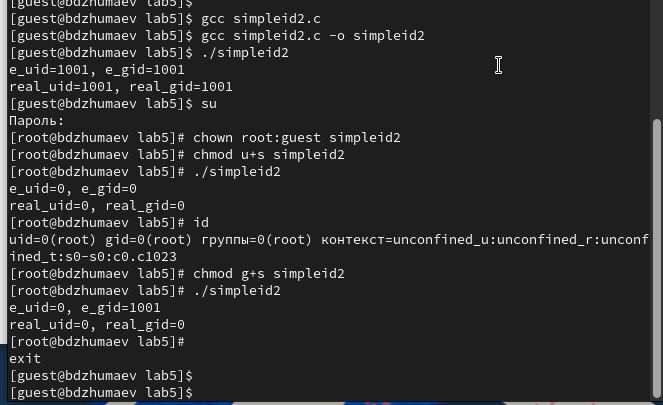 [guest@bdzhumaev lab5]$
[guest@bdzhumaev lab5]$ gcc simpleid2.c
[guest@bdzhumaev lab5]$ gcc simpleid2.c -o simpleid2
[guest@bdzhumaev lab5]$ ./simpleid2
e_uid=1001, e_gid=1001
real_uid=1001, real_gid=1001
[guest@bdzhumaev lab5]$ su
Пароль:
[root@bdzhumaev lab5]# chown root:guest simpleid2
[root@bdzhumaev lab5]# chmod u+s simpleid2
[root@bdzhumaev lab5]# ./simpleid2
e_uid=0, e_gid=0
real_uid=0, real_gid=0
[root@bdzhumaev lab5]# id
uid=0(root) gid=0(root) группы=0(root) контекст=unconfined_u:unconfined_r:unconf
ined_t:s0-s0:c0.c1023
[root@bdzhumaev lab5]# chmod g+s simpleid2
[root@bdzhumaev lab5]# ./simpleid2
e_uid=0, e_gid=1001
real_uid=0, real_gid=0
[root@bdzhumaev lab5]#
exit
[guest@bdzhumaev lab5]$
[guest@bdzhumaev lab5]$